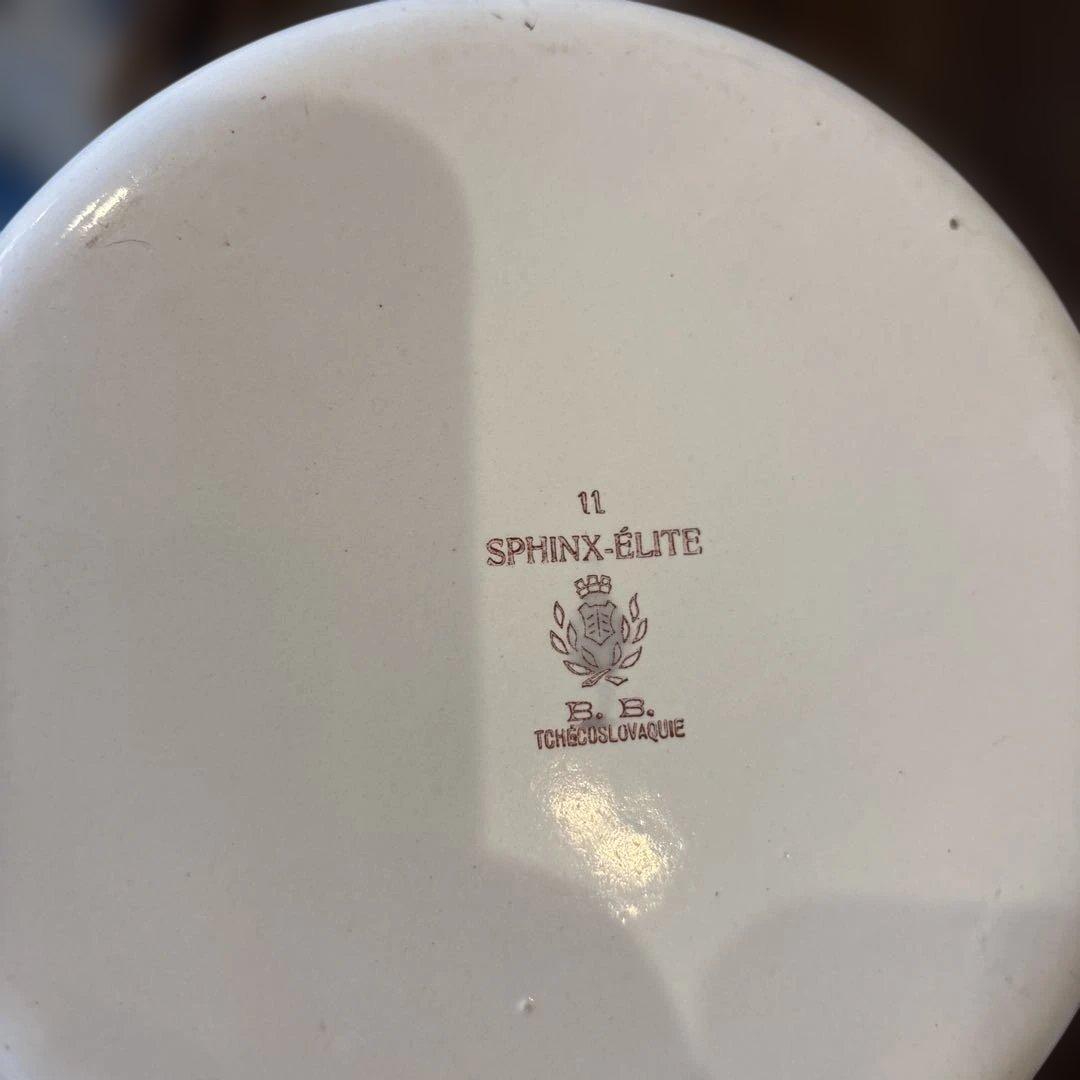 11
SPHINX-ÉLITE
B. B.
TCHÉCOSLOVAQUIE